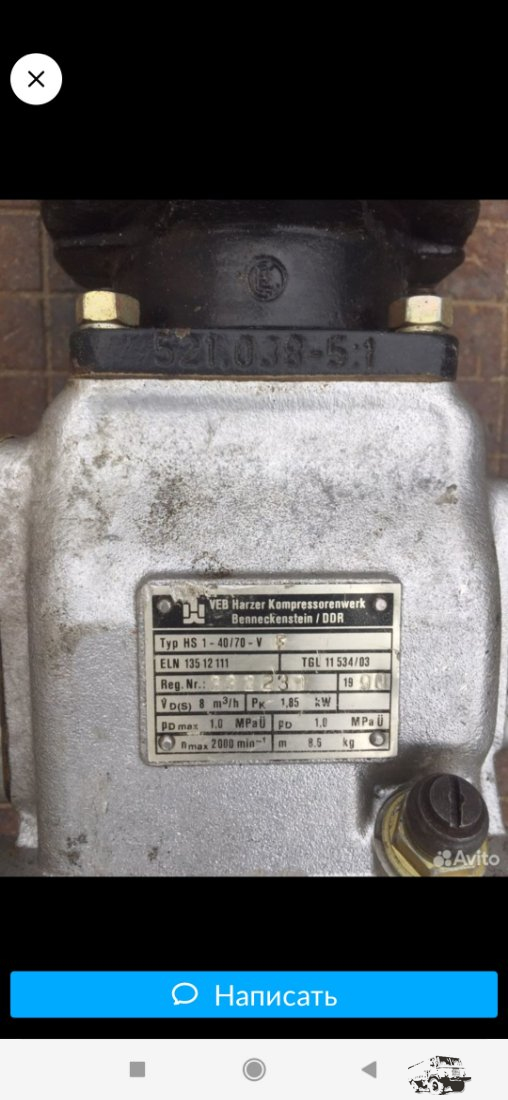 520.038-5:1
VEB Harzer Kompressorenwerk
Benneckenstein / DDR
Typ HS 1 - 40/70 - V F
ELN 135 12 111 TGL 11 534/03
Reg. Nr.: 19 90
V̇D(S) 8 m³/h PK 1,85 kW
pD max 1.0 MPaÜ pD 1.0 MPaÜ
nmax 2000 min⁻¹ m 8.5 kg
Avito
Написать